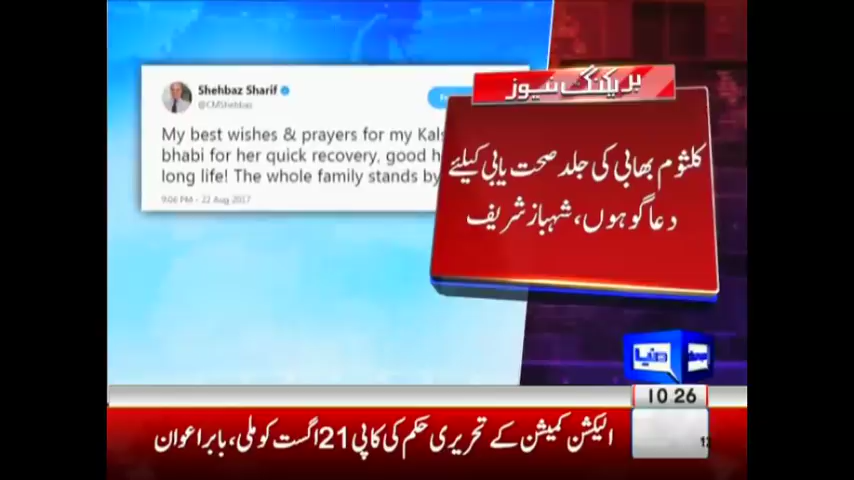 Shehbaz Sharif
@CMShehbaz
My best wishes & prayers for my
bhabi for her quick recovery, good
long life! The whole family stands by
9:06 PM - 22 Aug 2017
بریکنگ نیوز
کلثوم بھابی کی جلد صحت یابی کیلئے
دعا گو ہوں، شہباز شریف
دنیا
10 26
الیکشن کمیشن کے تحریری حکم کی کاپی 21 اگست کو ملی، بابر اعوان